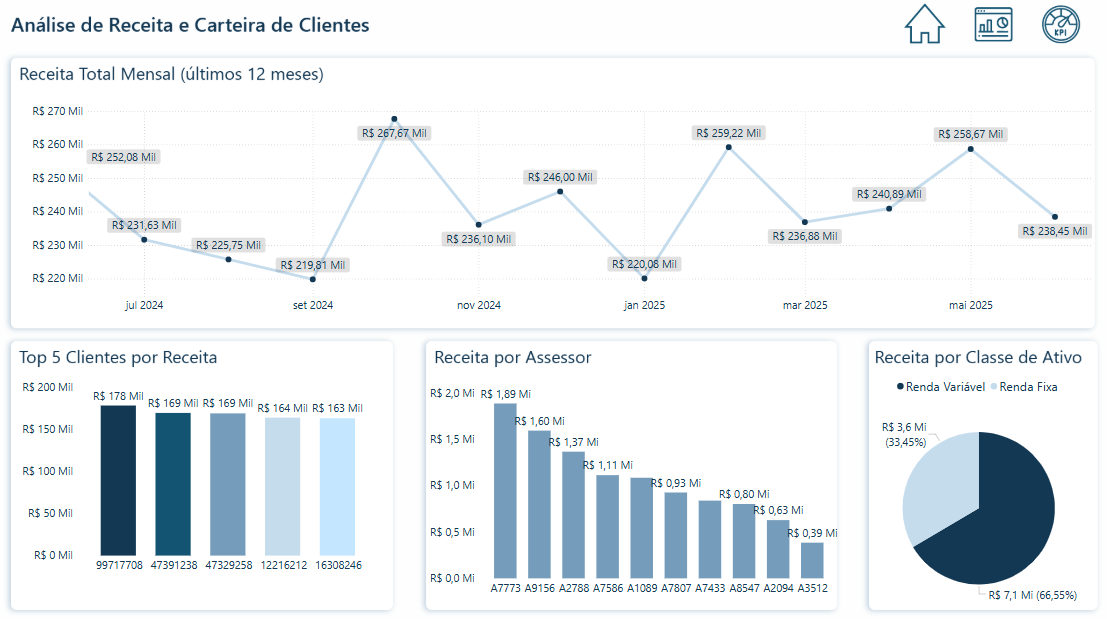 Análise de Receita e Carteira de Clientes
KPI
Receita Total Mensal (últimos 12 meses)
R$ 270 Mil
R$ 260 Mil
R$ 250 Mil
R$ 240 Mil
R$ 230 Mil
R$ 220 Mil
R$ 252,08 Mil
R$ 231,63 Mil
R$ 225,75 Mil
R$ 219,81 Mil
R$ 267,67 Mil
R$ 236,10 Mil
R$ 246,00 Mil
R$ 220,08 Mil
R$ 259,22 Mil
R$ 236,88 Mil
R$ 240,89 Mil
R$ 258,67 Mil
R$ 238,45 Mil
jul 2024 set 2024 nov 2024 jan 2025 mar 2025 mai 2025
Top 5 Clientes por Receita
R$ 200 Mil
R$ 150 Mil
R$ 100 Mil
R$ 50 Mil
R$ 0 Mil
R$ 178 Mil R$ 169 Mil R$ 169 Mil R$ 164 Mil R$ 163 Mil
99717708 47391238 47329258 12216212 16308246
Receita por Assessor
R$ 2,0 Mi
R$ 1,5 Mi
R$ 1,0 Mi
R$ 0,5 Mi
R$ 0,0 Mi
R$ 1,89 Mi
R$ 1,60 Mi
R$ 1,37 Mi
R$ 1,11 Mi
R$ 0,93 Mi
R$ 0,80 Mi
R$ 0,63 Mi
R$ 0,39 Mi
A7773 A9156 A2788 A7586 A1089 A7807 A7433 A8547 A2094 A3512
Receita por Classe de Ativo
Renda Variável Renda Fixa
R$ 3,6 Mi
(33,45%)
R$ 7,1 Mi (66,55%)